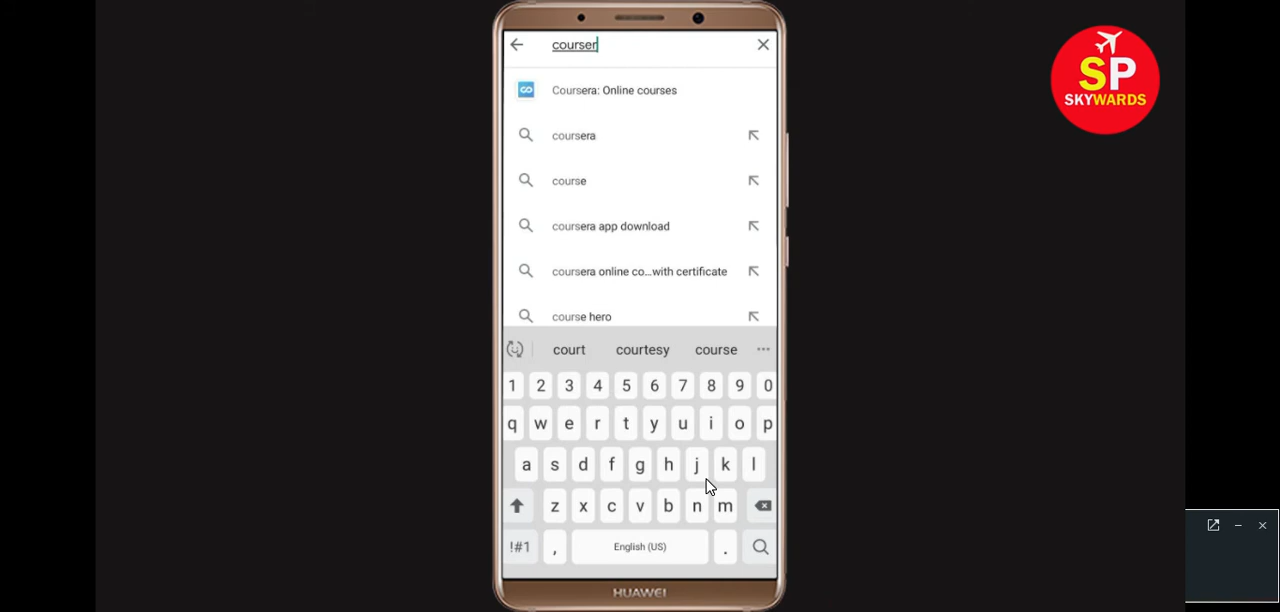 courser
Coursera: Online courses
coursera
course
coursera app download
coursera online co...with certificate
course hero
court courtesy course ...
1 2 3 4 5 6 7 8 9 0
q w e r t y u i o p
a s d f g h j k l
z x c v b n m
!#1 , English (US) .
HUAWEI
SP
SKYWARDS